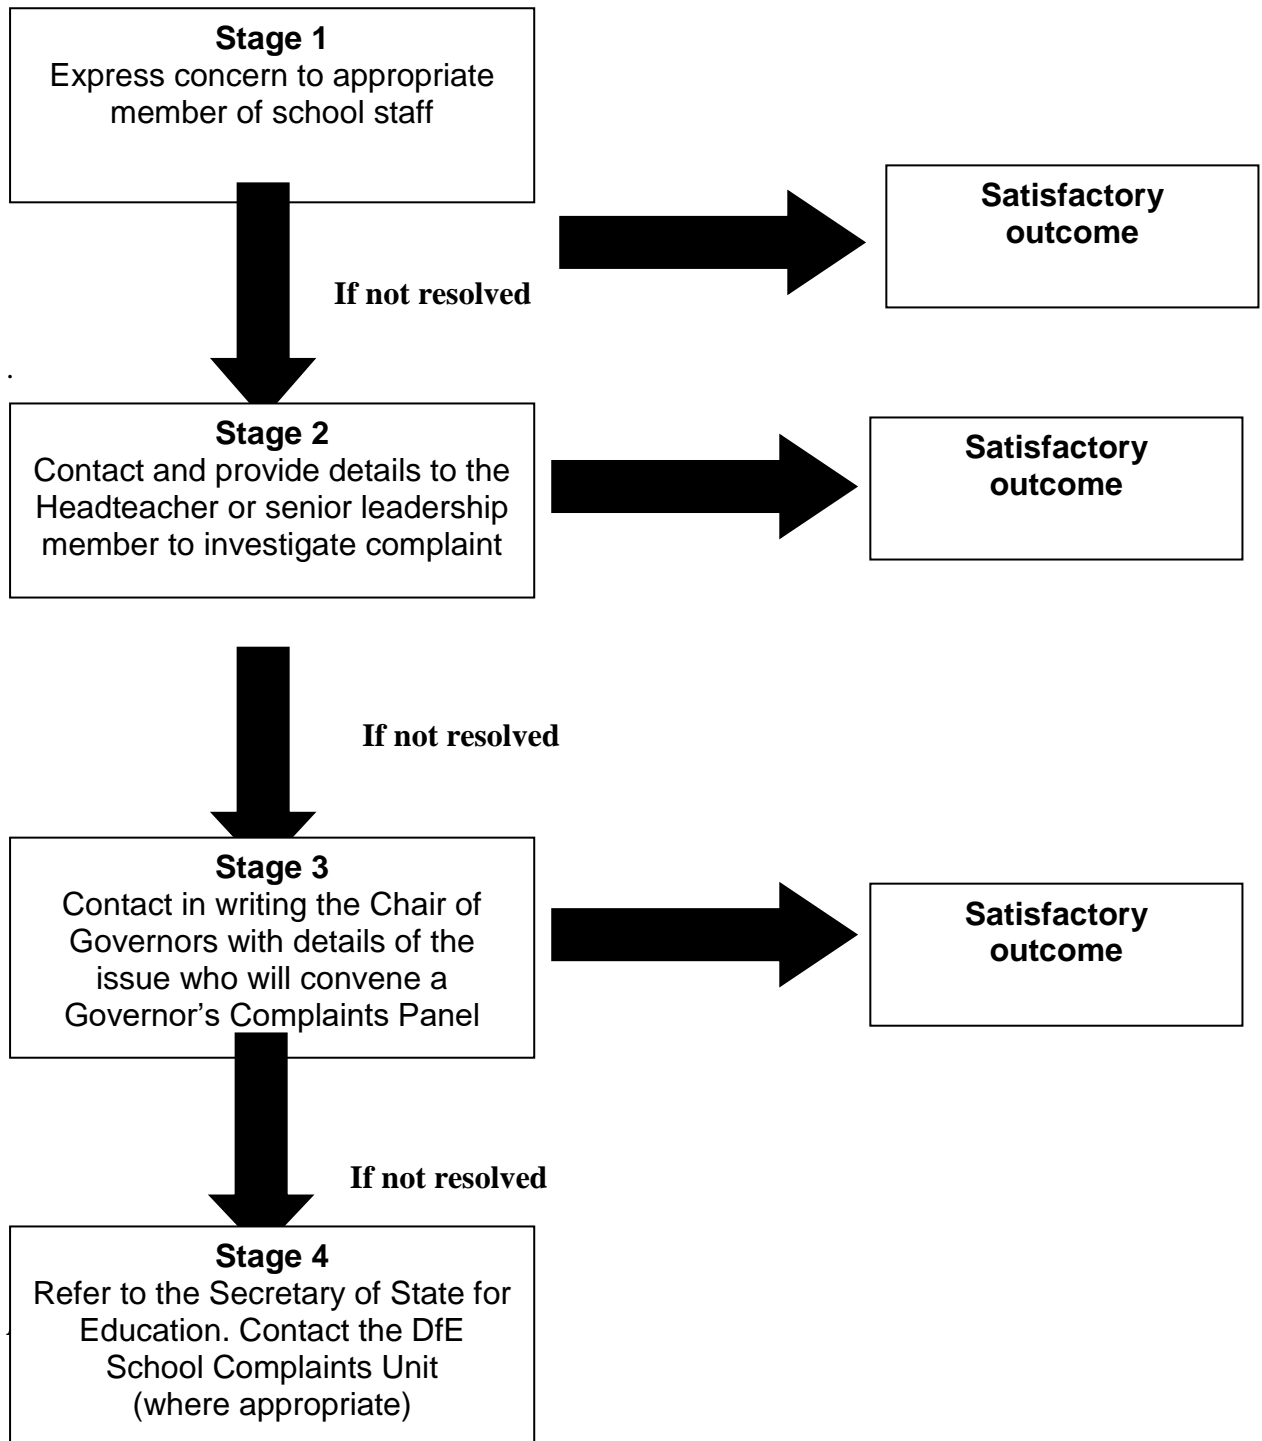 Stage 1
Express concern to appropriate
member of school staff
Satisfactory
outcome
If not resolved
.
Stage 2
Contact and provide details to the
Headteacher or senior leadership
member to investigate complaint
Satisfactory
outcome
If not resolved
Stage 3
Contact in writing the Chair of
Governors with details of the
issue who will convene a
Governor’s Complaints Panel
Satisfactory
outcome
If not resolved
Stage 4
Refer to the Secretary of State for
Education. Contact the DfE
School Complaints Unit
(where appropriate)